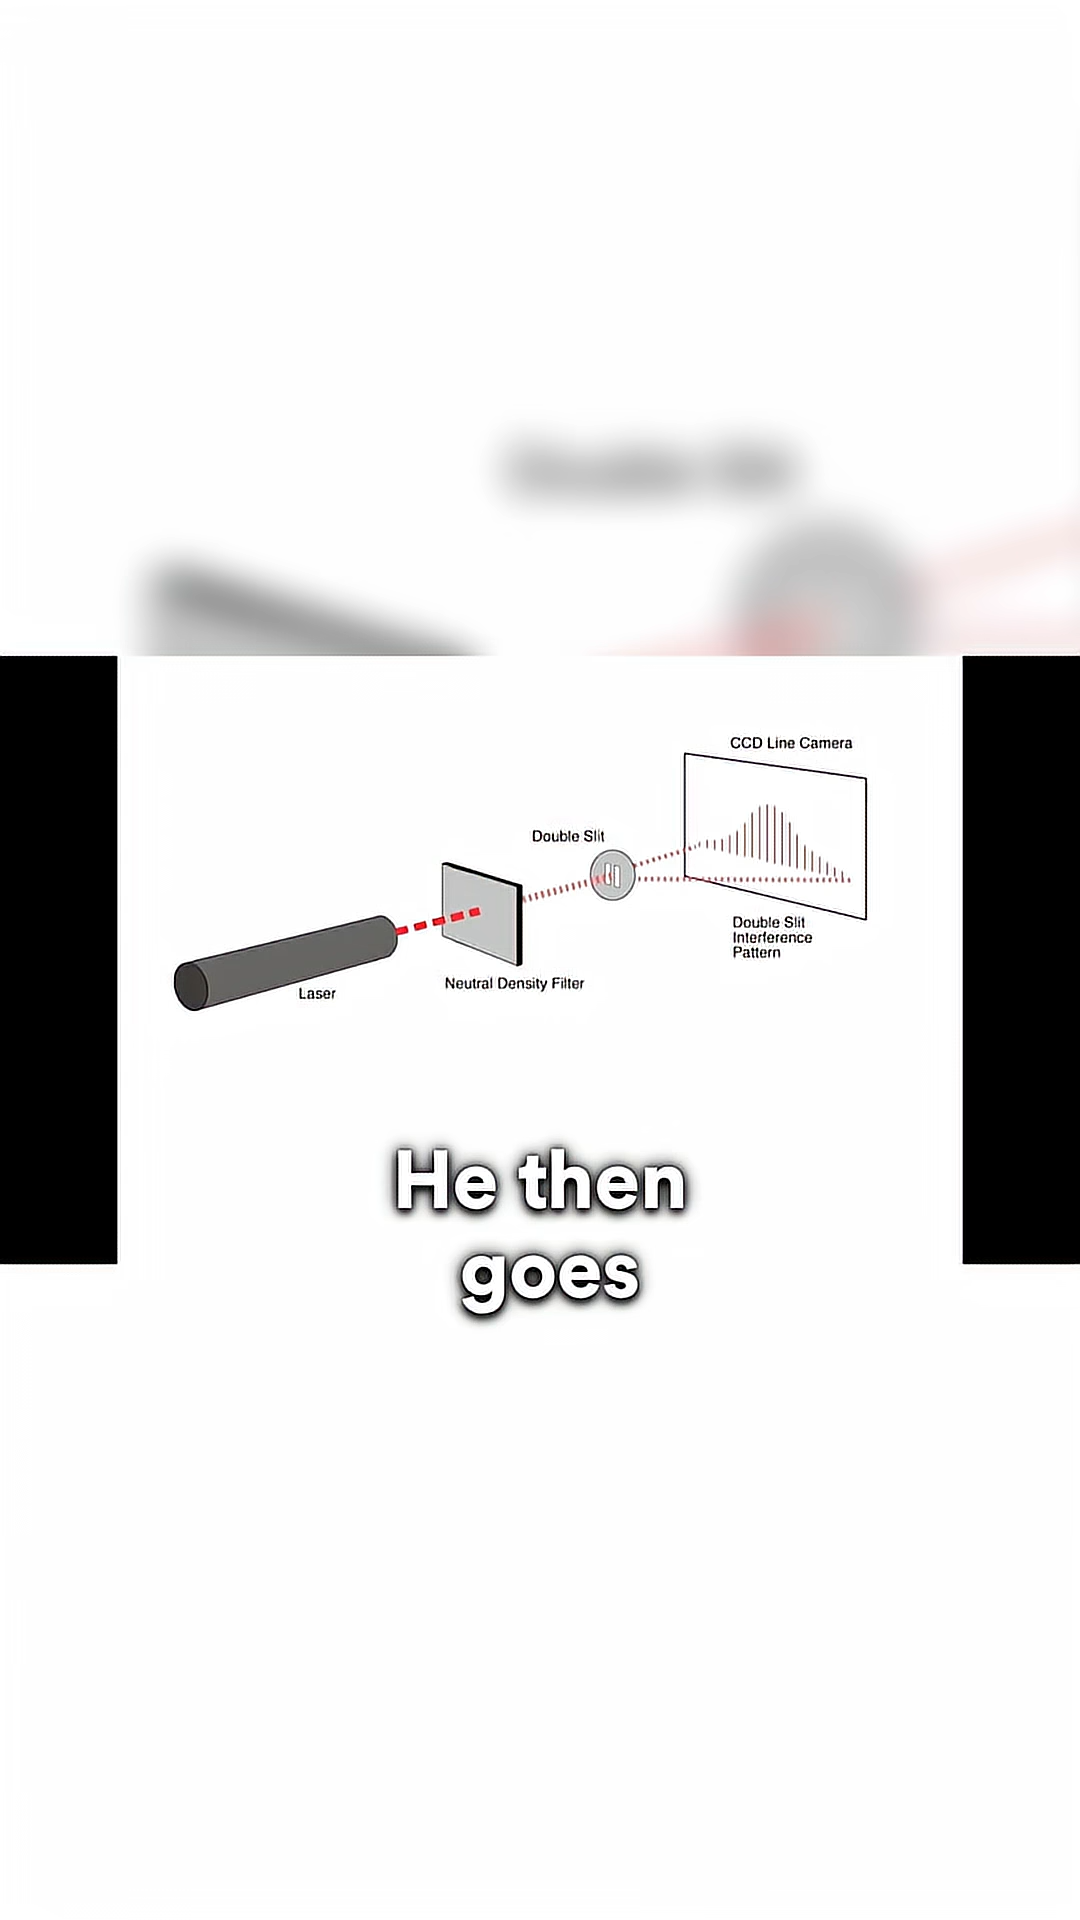 CCD Line Camera
Double Slit
Double Slit
Interference
Pattern
Neutral Density Filter
Laser
He then
goes